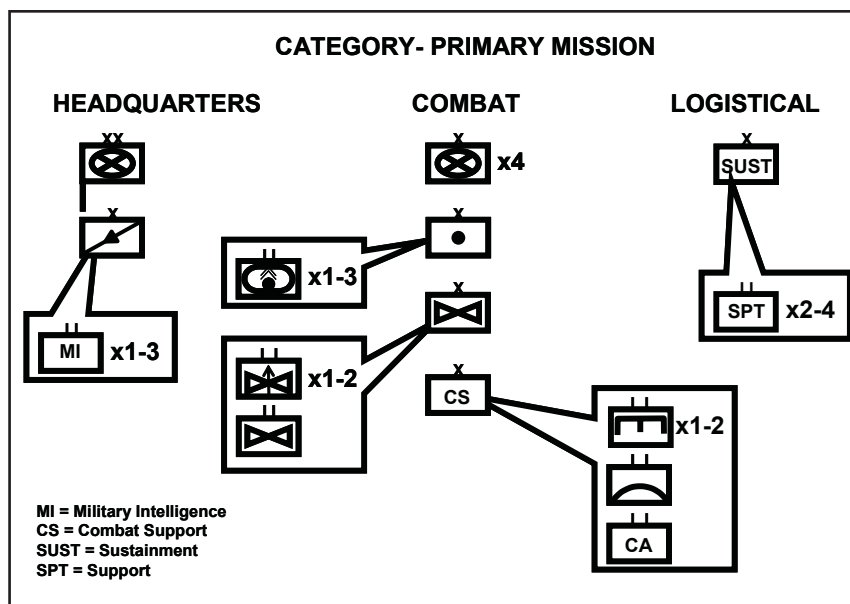 CATEGORY- PRIMARY MISSION
HEADQUARTERS
COMBAT
LOGISTICAL
XX
X
X
x4
X
SUST
X
X
II
x1-3
II
SPT
x2-4
X
II
MI
x1-3
II
x1-2
II
X
CS
II
x1-2
II
II
CA
MI = Military Intelligence
CS = Combat Support
SUST = Sustainment
SPT = Support